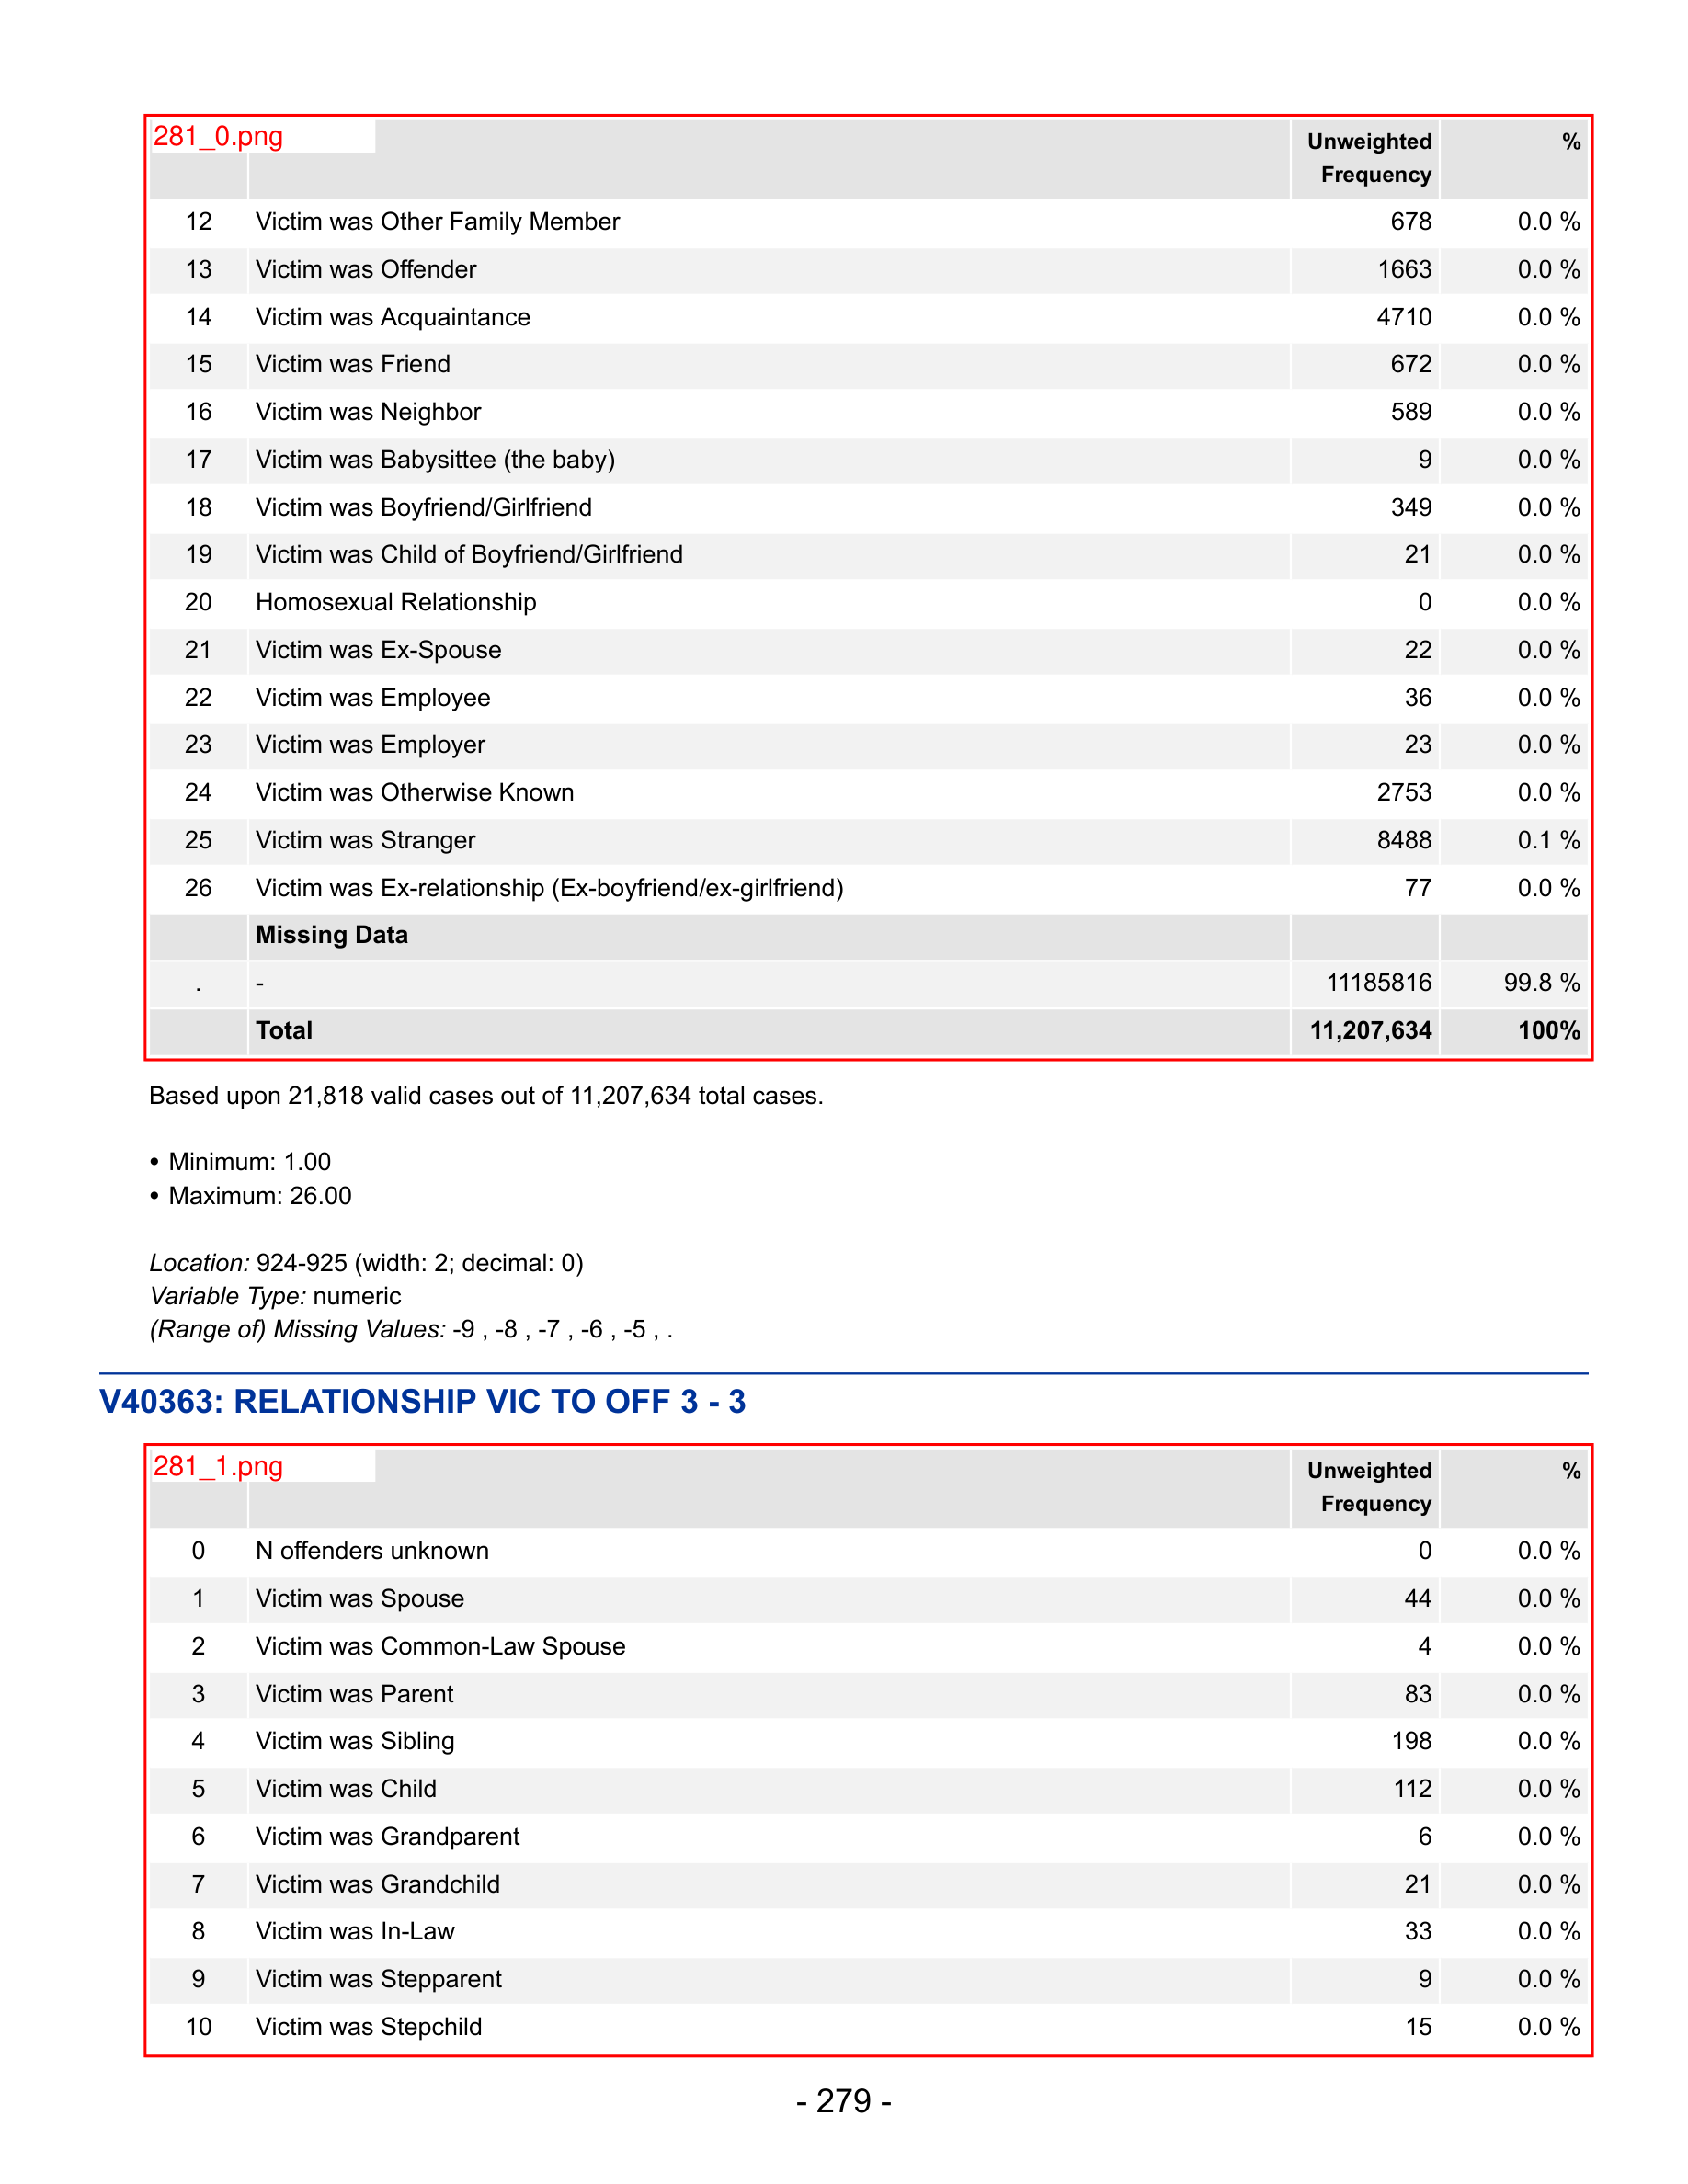 281_0.png
Unweighted Frequency %
12 Victim was Other Family Member 678 0.0 %
13 Victim was Offender 1663 0.0 %
14 Victim was Acquaintance 4710 0.0 %
15 Victim was Friend 672 0.0 %
16 Victim was Neighbor 589 0.0 %
17 Victim was Babysittee (the baby) 9 0.0 %
18 Victim was Boyfriend/Girlfriend 349 0.0 %
19 Victim was Child of Boyfriend/Girlfriend 21 0.0 %
20 Homosexual Relationship 0 0.0 %
21 Victim was Ex-Spouse 22 0.0 %
22 Victim was Employee 36 0.0 %
23 Victim was Employer 23 0.0 %
24 Victim was Otherwise Known 2753 0.0 %
25 Victim was Stranger 8488 0.1 %
26 Victim was Ex-relationship (Ex-boyfriend/ex-girlfriend) 77 0.0 %
Missing Data
. - 11185816 99.8 %
Total 11,207,634 100%
Based upon 21,818 valid cases out of 11,207,634 total cases.
• Minimum: 1.00
• Maximum: 26.00
Location: 924-925 (width: 2; decimal: 0)
Variable Type: numeric
(Range of) Missing Values: -9 , -8 , -7 , -6 , -5 , .
V40363: RELATIONSHIP VIC TO OFF 3 - 3
281_1.png
Unweighted Frequency %
0 N offenders unknown 0 0.0 %
1 Victim was Spouse 44 0.0 %
2 Victim was Common-Law Spouse 4 0.0 %
3 Victim was Parent 83 0.0 %
4 Victim was Sibling 198 0.0 %
5 Victim was Child 112 0.0 %
6 Victim was Grandparent 6 0.0 %
7 Victim was Grandchild 21 0.0 %
8 Victim was In-Law 33 0.0 %
9 Victim was Stepparent 9 0.0 %
10 Victim was Stepchild 15 0.0 %
- 279 -